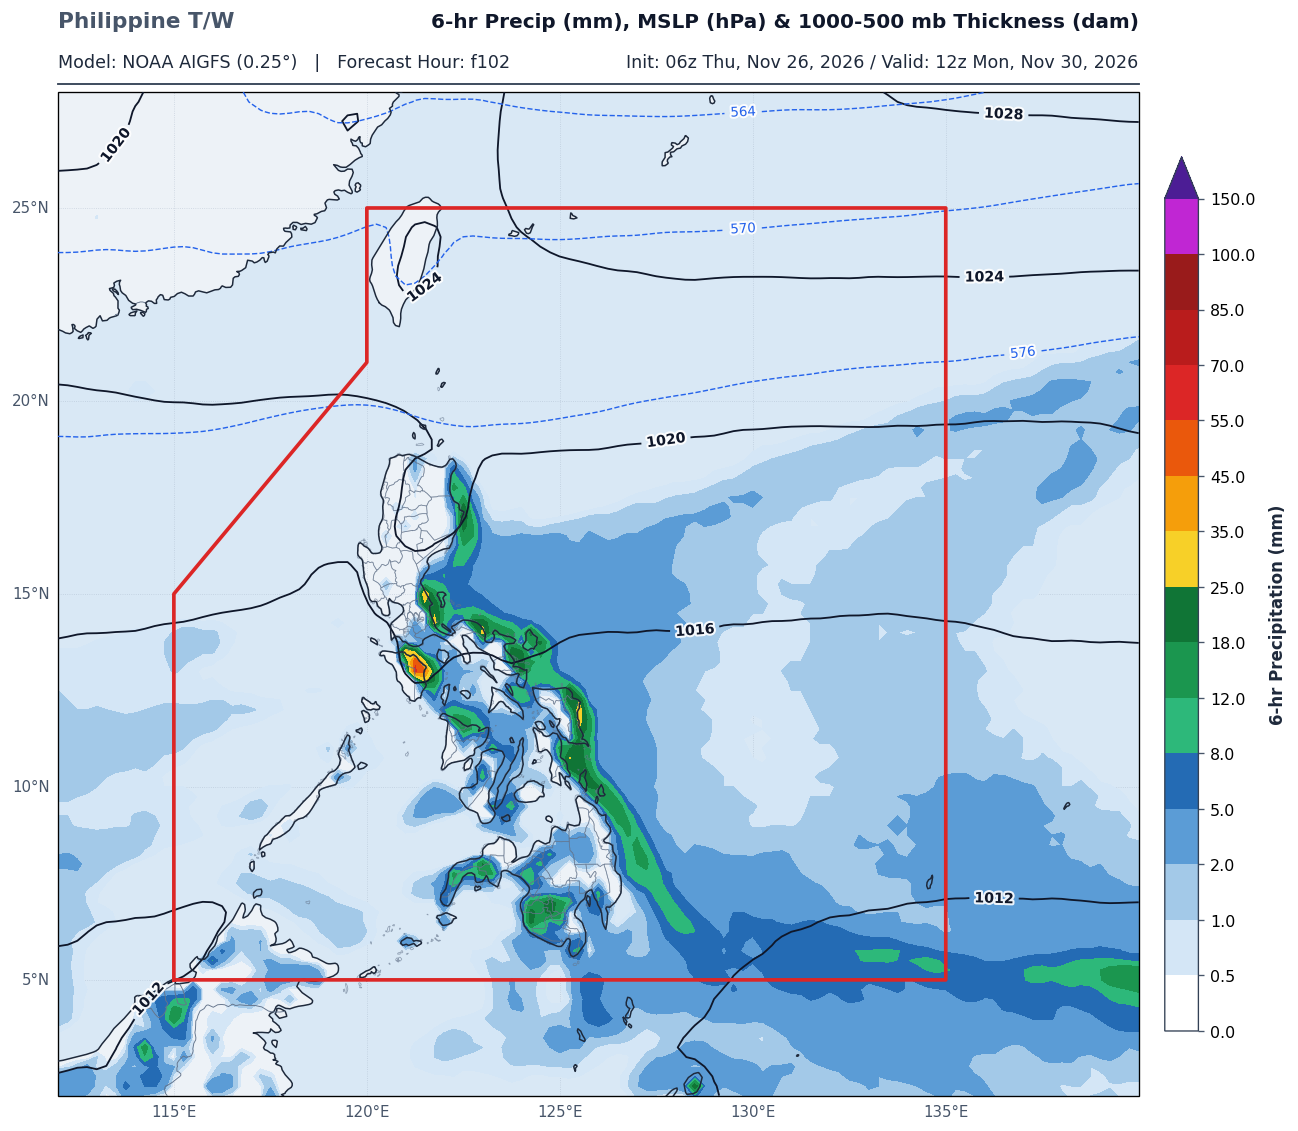 Philippine T/W
6-hr Precip (mm), MSLP (hPa) & 1000-500 mb Thickness (dam)
Model: NOAA AIGFS (0.25°)   |   Forecast Hour: f102
Init: 06z Thu, Nov 26, 2026 / Valid: 12z Mon, Nov 30, 2026
1020
564
1028
25°N
570
1024
1024
576
20°N
1020
15°N
1016
10°N
1012
5°N
1012
115°E
120°E
125°E
130°E
135°E
150.0
100.0
85.0
70.0
55.0
45.0
35.0
25.0
18.0
12.0
8.0
5.0
2.0
1.0
0.5
0.0
6-hr Precipitation (mm)